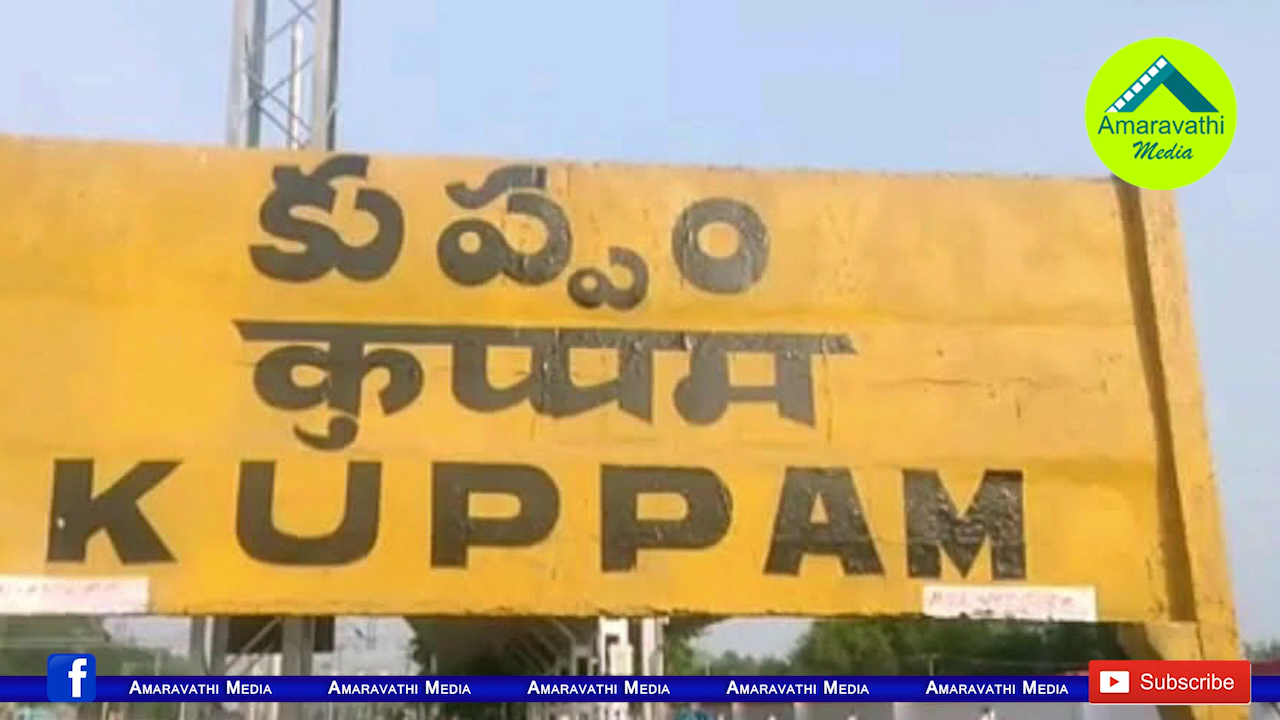 Amaravathi
Media
కుప్పం
कुप्पम
KUPPAM
AMARAVATHI MEDIA AMARAVATHI MEDIA AMARAVATHI MEDIA AMARAVATHI MEDIA AMARAVATHI MEDIA
Subscribe